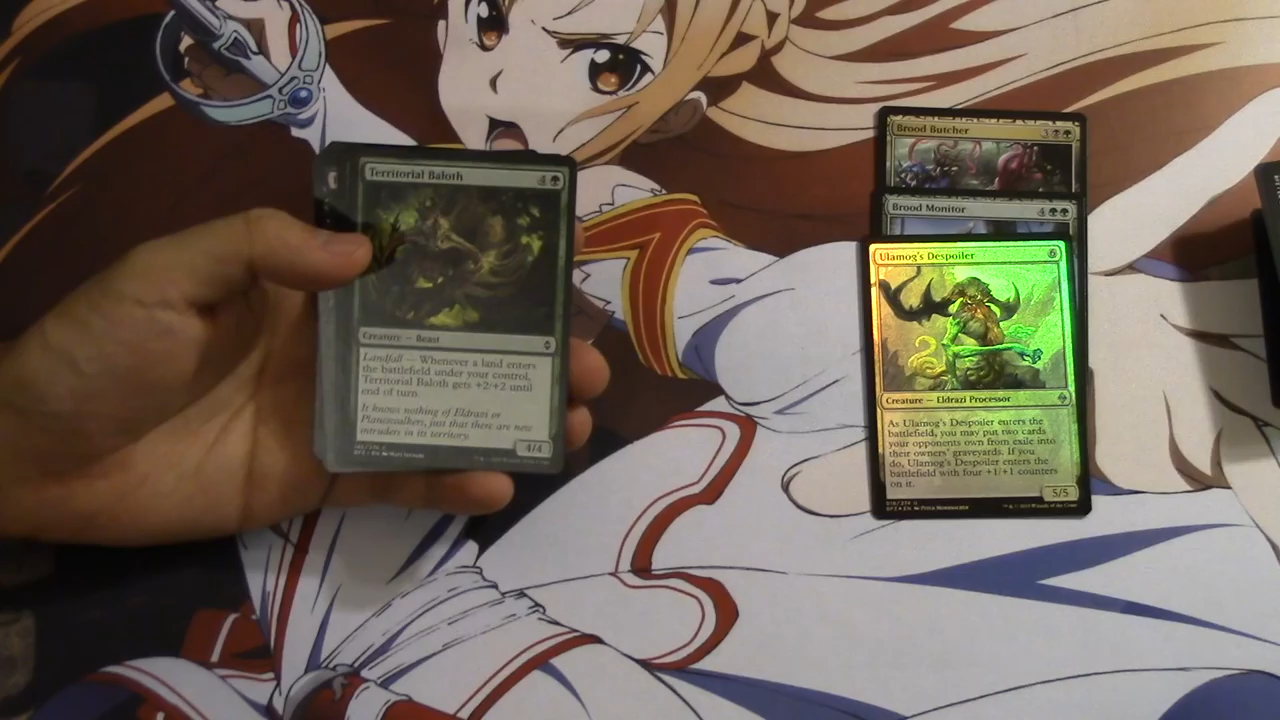 Territorial Baloth
4
Creature — Beast
Landfall — Whenever a land enters
the battlefield under your control,
Territorial Baloth gets +2/+2 until
end of turn.
It knows nothing of Eldrazi or
Planeswalkers, just that there are new
intruders in its territory.
4/4
Brood Butcher
3
Brood Monitor
4
Ulamog's Despoiler
6
Creature — Eldrazi Processor
As Ulamog's Despoiler enters the
battlefield, you may put two cards
your opponents own from exile into
their owners' graveyards. If you
do, Ulamog's Despoiler enters the
battlefield with four +1/+1 counters
on it.
5/5